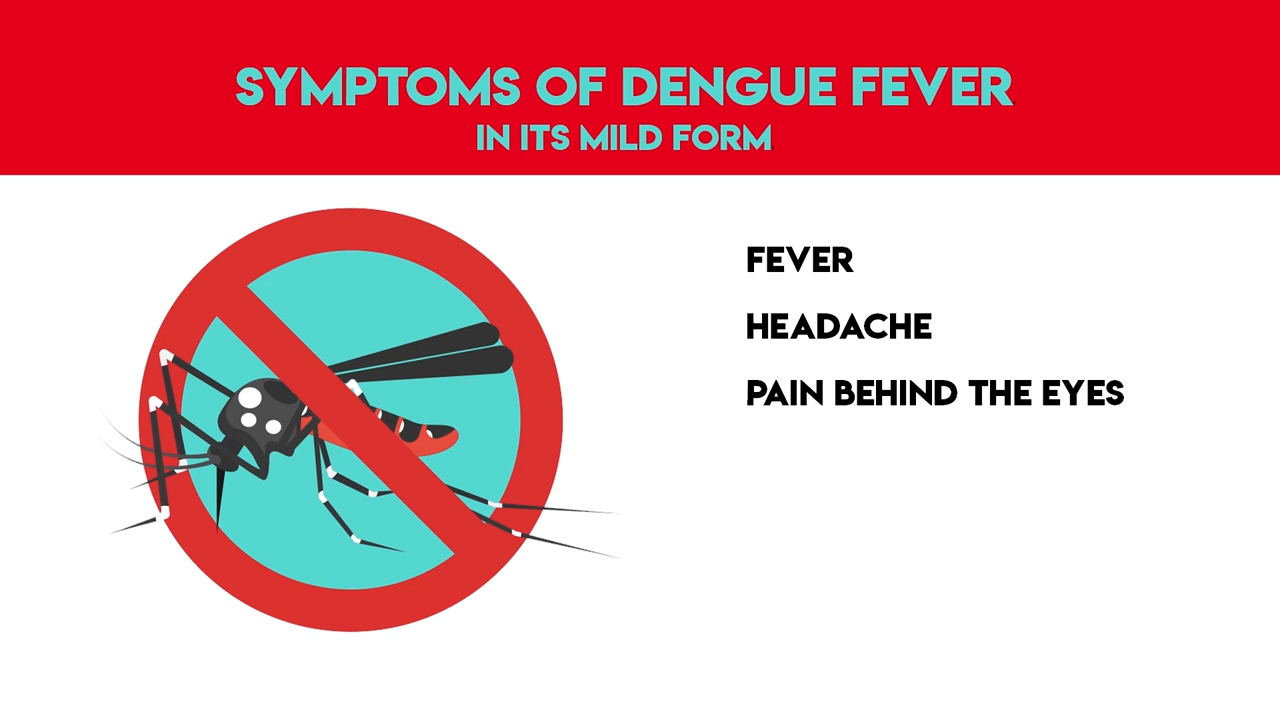 SYMPTOMS OF DENGUE FEVER
IN ITS MILD FORM
FEVER
HEADACHE
PAIN BEHIND THE EYES